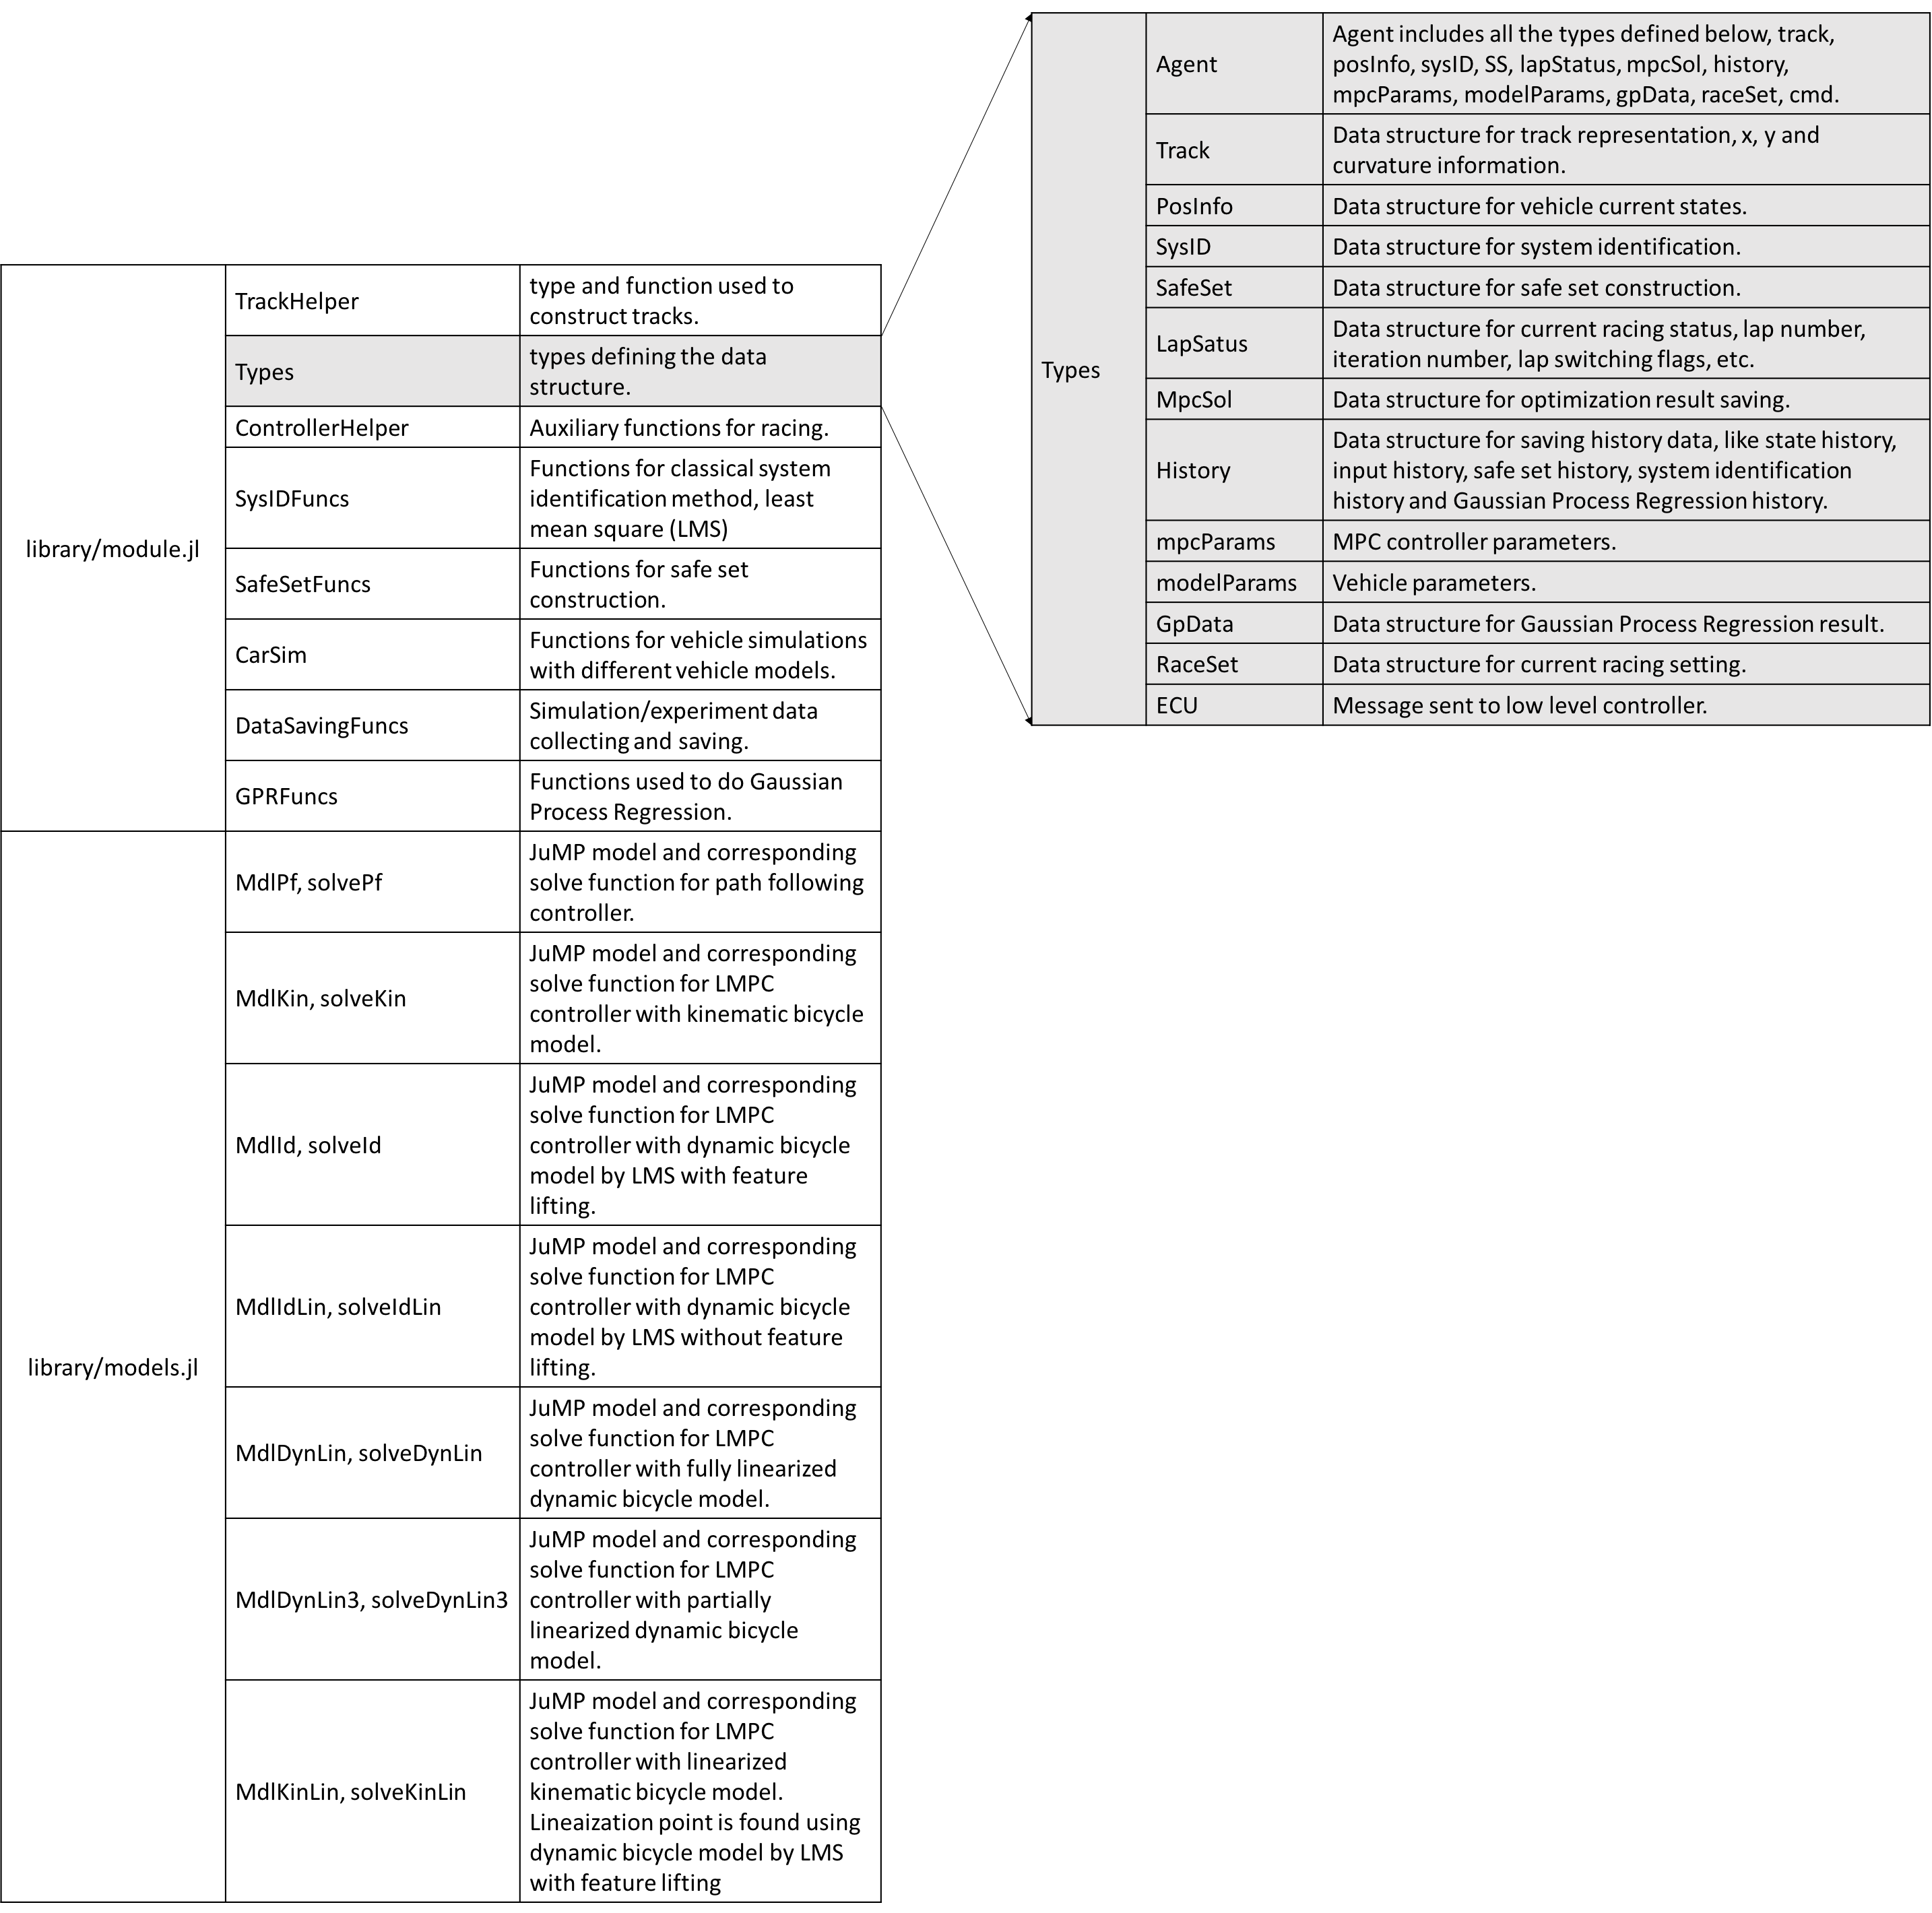 library/module.jl
TrackHelper
type and function used to
construct tracks.
Types
types defining the data
structure.
ControllerHelper
Auxiliary functions for racing.
SysIDFuncs
Functions for classical system
identification method, least
mean square (LMS)
SafeSetFuncs
Functions for safe set
construction.
CarSim
Functions for vehicle simulations
with different vehicle models.
DataSavingFuncs
Simulation/experiment data
collecting and saving.
GPRFuncs
Functions used to do Gaussian
Process Regression.
library/models.jl
MdlPf, solvePf
JuMP model and corresponding
solve function for path following
controller.
MdlKin, solveKin
JuMP model and corresponding
solve function for LMPC
controller with kinematic bicycle
model.
MdlId, solveId
JuMP model and corresponding
solve function for LMPC
controller with dynamic bicycle
model by LMS with feature
lifting.
MdlIdLin, solveIdLin
JuMP model and corresponding
solve function for LMPC
controller with dynamic bicycle
model by LMS without feature
lifting.
MdlDynLin, solveDynLin
JuMP model and corresponding
solve function for LMPC
controller with fully linearized
dynamic bicycle model.
MdlDynLin3, solveDynLin3
JuMP model and corresponding
solve function for LMPC
controller with partially
linearized dynamic bicycle
model.
MdlKinLin, solveKinLin
JuMP model and corresponding
solve function for LMPC
controller with linearized
kinematic bicycle model.
Lineaization point is found using
dynamic bicycle model by LMS
with feature lifting
Types
Agent
Agent includes all the types defined below, track,
posInfo, sysID, SS, lapStatus, mpcSol, history,
mpcParams, modelParams, gpData, raceSet, cmd.
Track
Data structure for track representation, x, y and
curvature information.
PosInfo
Data structure for vehicle current states.
SysID
Data structure for system identification.
SafeSet
Data structure for safe set construction.
LapSatus
Data structure for current racing status, lap number,
iteration number, lap switching flags, etc.
MpcSol
Data structure for optimization result saving.
History
Data structure for saving history data, like state history,
input history, safe set history, system identification
history and Gaussian Process Regression history.
mpcParams
MPC controller parameters.
modelParams
Vehicle parameters.
GpData
Data structure for Gaussian Process Regression result.
RaceSet
Data structure for current racing setting.
ECU
Message sent to low level controller.